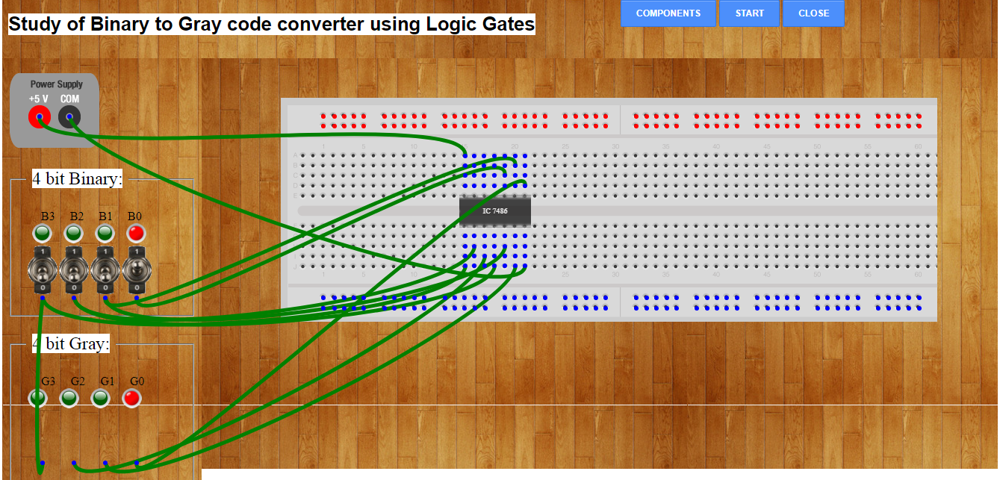 Study of Binary to Gray code converter using Logic Gates
COMPONENTS START CLOSE
Power Supply
+5 V COM
4 bit Binary:
B3 B2 B1 B0
1 1 1 1
0 0 0 0
1 5 10 15 20 25 30 35 40 45 50 55 60
A
B
C
D
E
IC 7486
J
1 5 25 30 35 40 45 50 55 60
4 bit Gray:
G3 G2 G1 G0